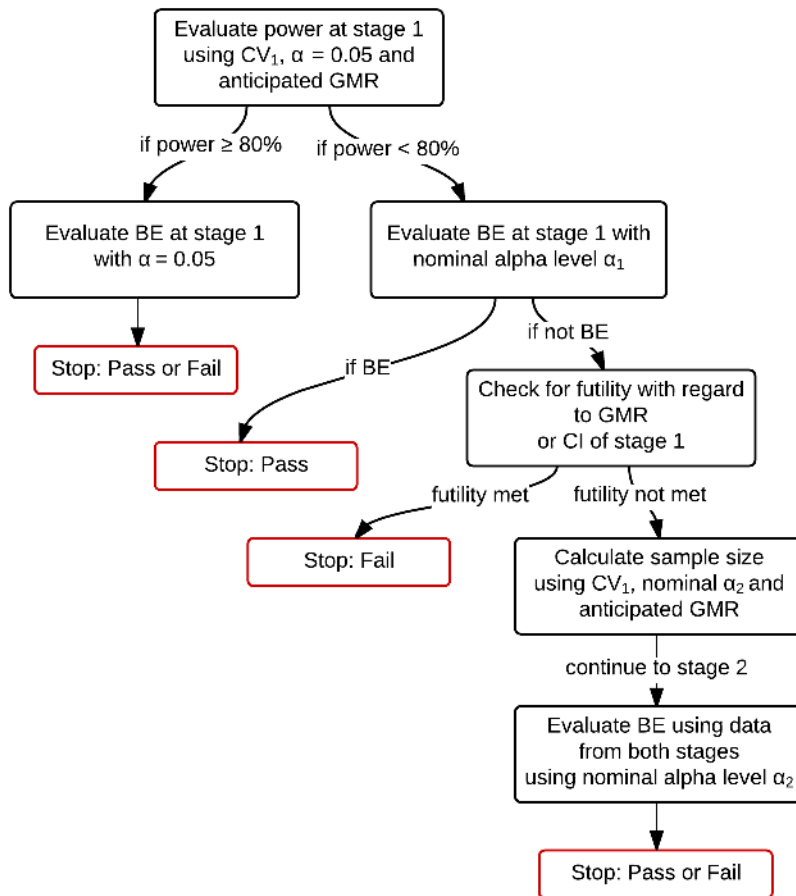 Evaluate power at stage 1
using CV₁, α = 0.05 and
anticipated GMR
if power ≥ 80%
if power < 80%
Evaluate BE at stage 1
with α = 0.05
Evaluate BE at stage 1 with
nominal alpha level α₁
Stop: Pass or Fail
if BE
if not BE
Check for futility with regard
to GMR
or CI of stage 1
Stop: Pass
futility met
futility not met
Stop: Fail
Calculate sample size
using CV₁, nominal α₂ and
anticipated GMR
continue to stage 2
Evaluate BE using data
from both stages
using nominal alpha level α₂
Stop: Pass or Fail